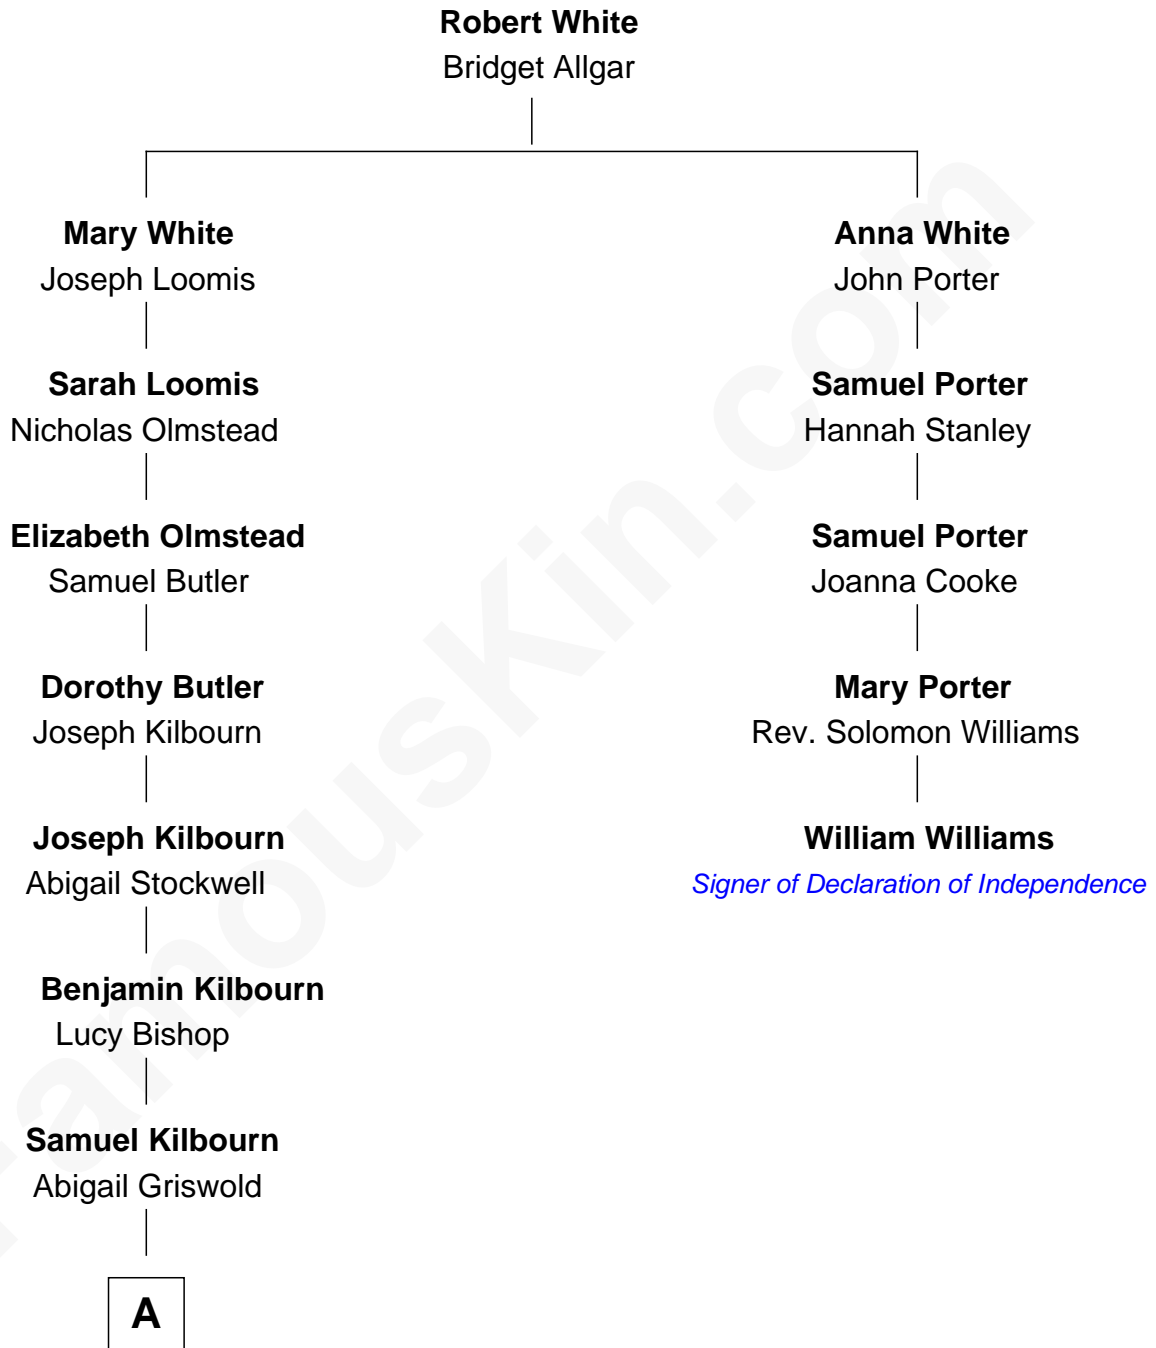 Robert White
Bridget Allgar
Mary White
Joseph Loomis
Anna White
John Porter
Sarah Loomis
Nicholas Olmstead
Samuel Porter
Hannah Stanley
Elizabeth Olmstead
Samuel Butler
Samuel Porter
Joanna Cooke
Dorothy Butler
Joseph Kilbourn
Mary Porter
Rev. Solomon Williams
Joseph Kilbourn
Abigail Stockwell
William Williams
Signer of Declaration of Independence
Benjamin Kilbourn
Lucy Bishop
Samuel Kilbourn
Abigail Griswold
A
FamousKin.com